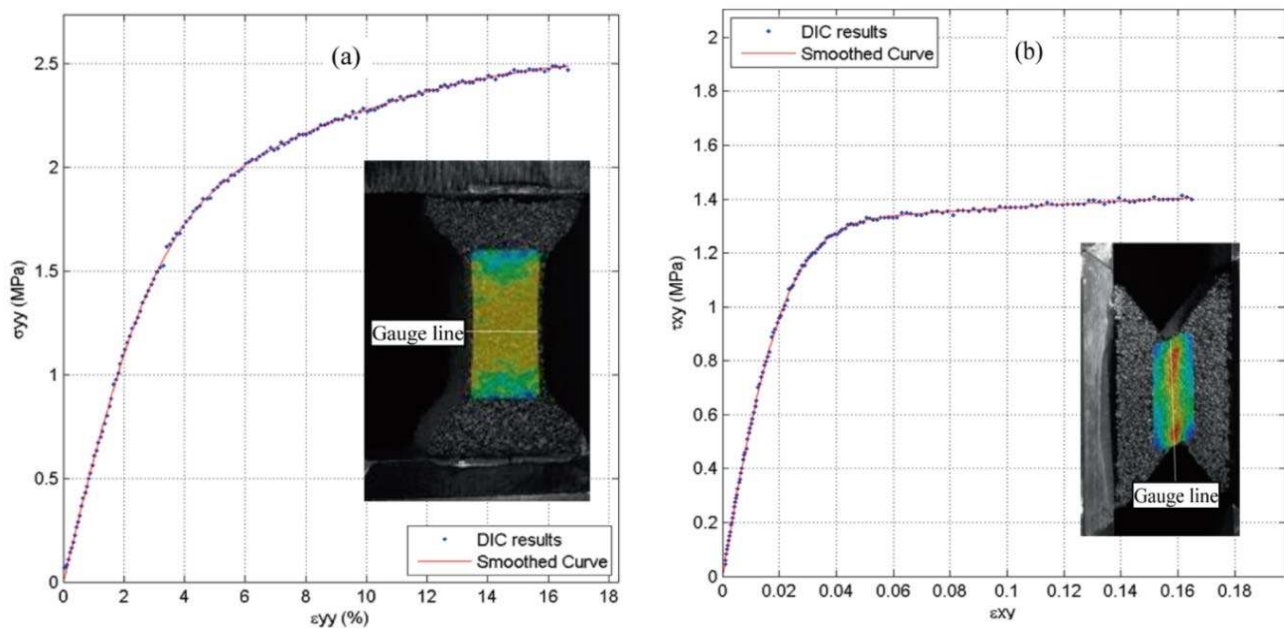 (a)
2.5
2
1.5
1
0.5
0
σyy (MPa)
0 2 4 6 8 10 12 14 16 18
εyy (%)
Gauge line
DIC results
Smoothed Curve
(b)
DIC results
Smoothed Curve
2
1.8
1.6
1.4
1.2
1
0.8
0.6
0.4
0.2
0
τxy (MPa)
0 0.02 0.04 0.06 0.08 0.1 0.12 0.14 0.16 0.18
εxy
Gauge line